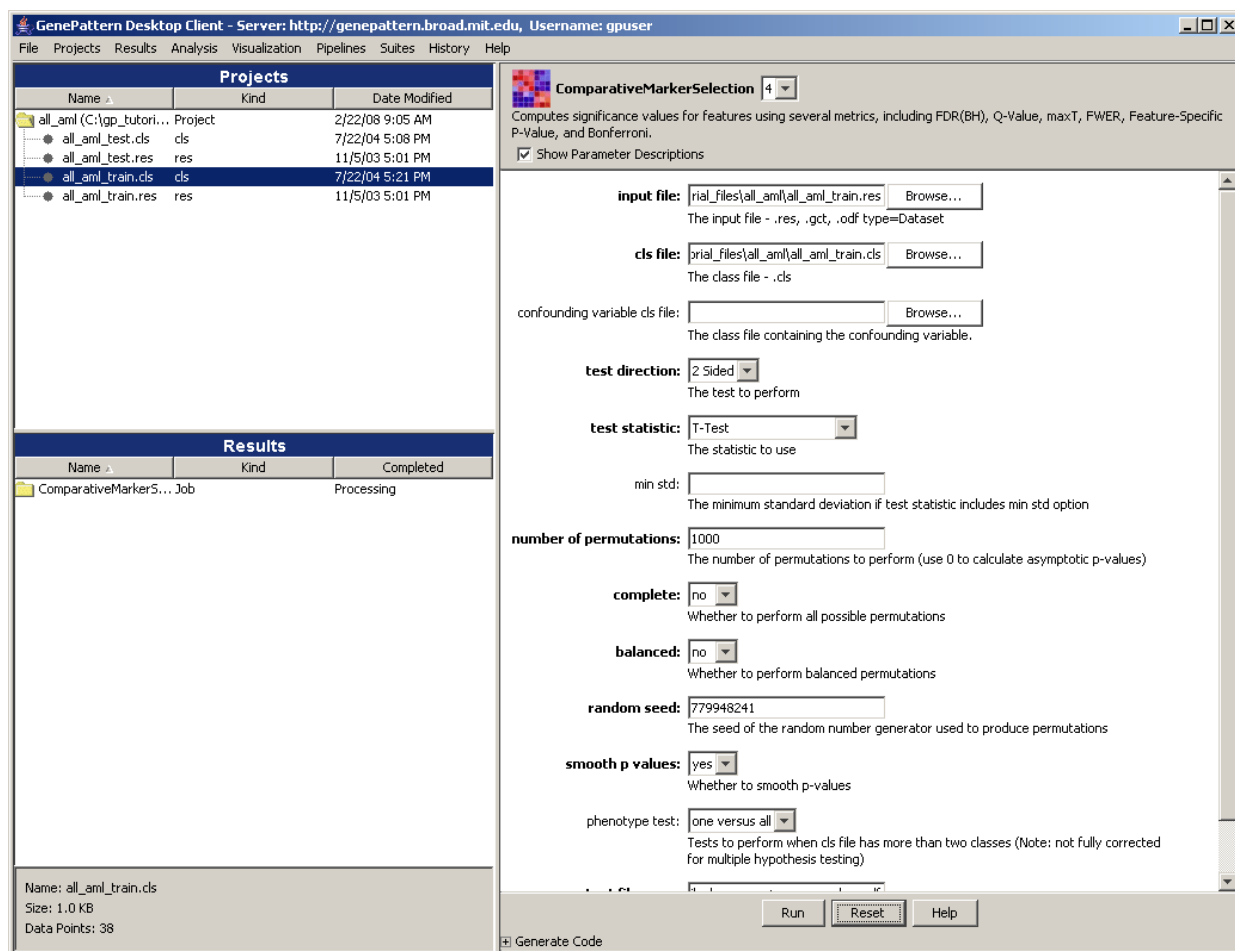 GenePattern Desktop Client - Server: http://genepattern.broad.mit.edu, Username: gpuser
File Projects Results Analysis Visualization Pipelines Suites History Help
Projects
Name Kind Date Modified
all_aml (C:\gp_tutori... Project 2/22/08 9:05 AM
all_aml_test.cls cls 7/22/04 5:08 PM
all_aml_test.res res 11/5/03 5:01 PM
all_aml_train.cls cls 7/22/04 5:21 PM
all_aml_train.res res 11/5/03 5:01 PM
Results
Name Kind Completed
ComparativeMarkerS... Job Processing
Name: all_aml_train.cls
Size: 1.0 KB
Data Points: 38
ComparativeMarkerSelection 4
Computes significance values for features using several metrics, including FDR(BH), Q-Value, maxT, FWER, Feature-Specific
P-Value, and Bonferroni.
Show Parameter Descriptions
input file: rial_files\all_aml\all_aml_train.res Browse...
The input file - .res, .gct, .odf type=Dataset
cls file: orial_files\all_aml\all_aml_train.cls Browse...
The class file - .cls
confounding variable cls file: Browse...
The class file containing the confounding variable.
test direction: 2 Sided
The test to perform
test statistic: T-Test
The statistic to use
min std:
The minimum standard deviation if test statistic includes min std option
number of permutations: 1000
The number of permutations to perform (use 0 to calculate asymptotic p-values)
complete: no
Whether to perform all possible permutations
balanced: no
Whether to perform balanced permutations
random seed: 779948241
The seed of the random number generator used to produce permutations
smooth p values: yes
Whether to smooth p-values
phenotype test: one versus all
Tests to perform when cls file has more than two classes (Note: not fully corrected
for multiple hypothesis testing)
Run Reset Help
Generate Code